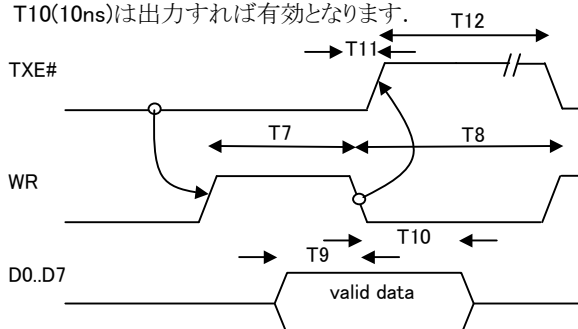 T10(10ns)は出力すれば有効となります.
T12
T11
TXE#
T7
T8
WR
T10
T9
D0..D7
valid data